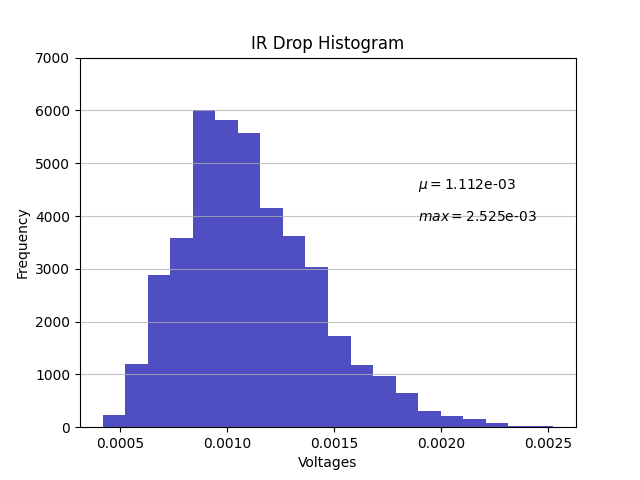 IR Drop Histogram
7000
6000
5000
4000
3000
2000
1000
0
Frequency
μ = 1.112e-03
max = 2.525e-03
0.0005 0.0010 0.0015 0.0020 0.0025
Voltages